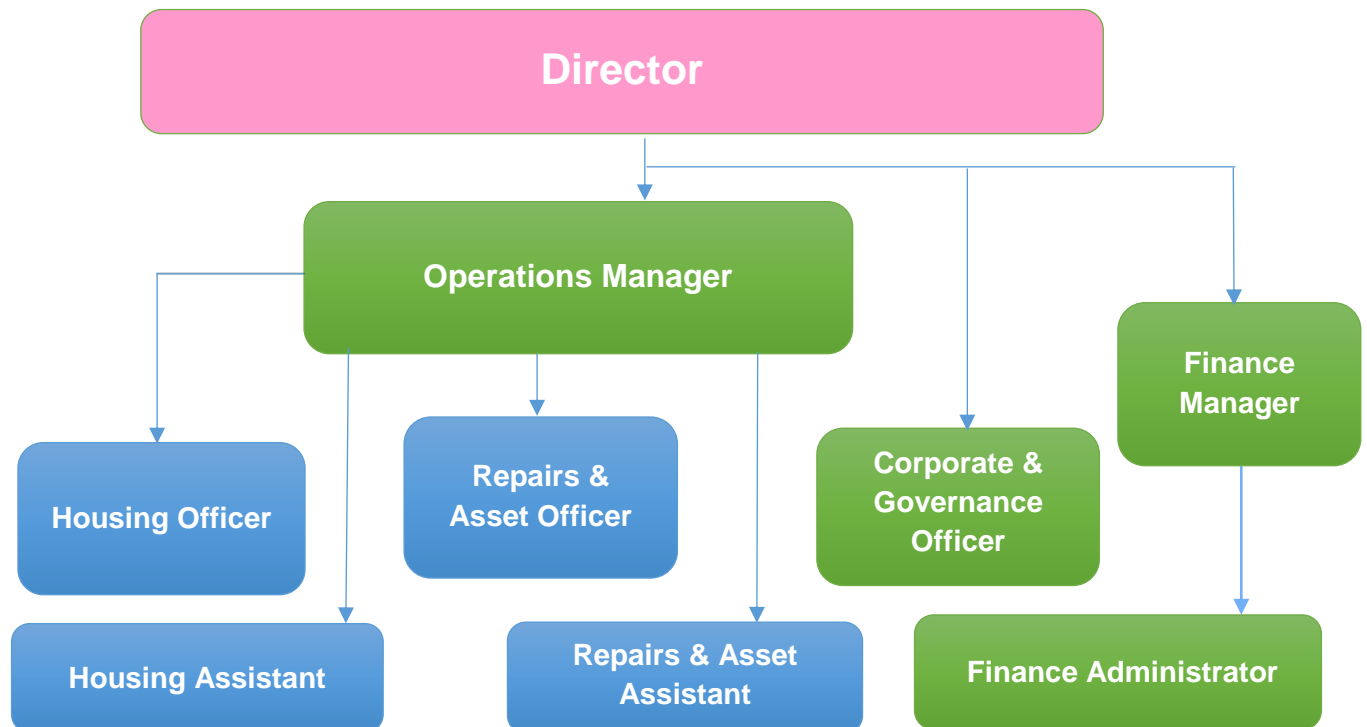 Director
Operations Manager
Finance
Manager
Housing Officer
Repairs &
Asset Officer
Corporate &
Governance
Officer
Housing Assistant
Repairs & Asset
Assistant
Finance Administrator